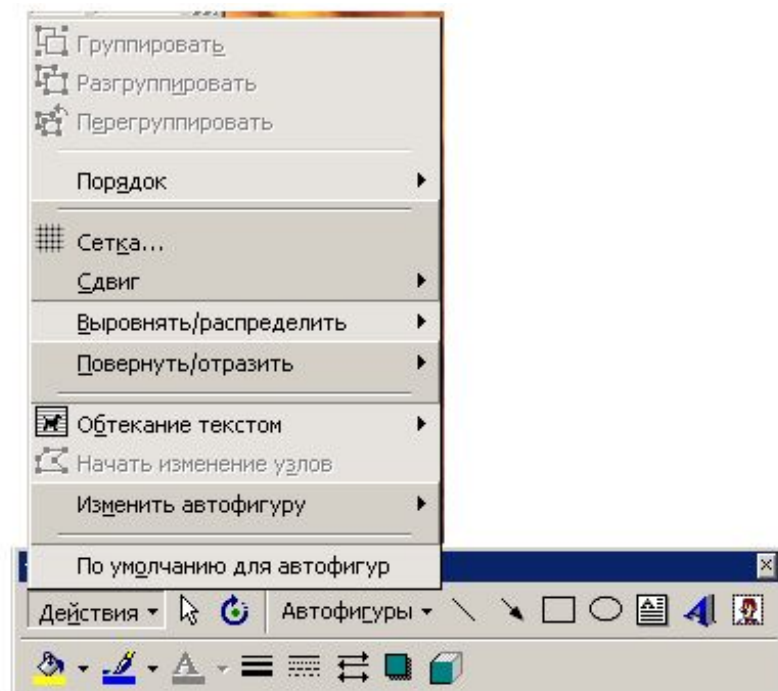 Группировать
Разгруппировать
Перегруппировать
Порядок
Сетка...
Сдвиг
Выровнять/распределить
Повернуть/отразить
Обтекание текстом
Начать изменение узлов
Изменить автофигуру
По умолчанию для автофигур
Действия Автофигуры